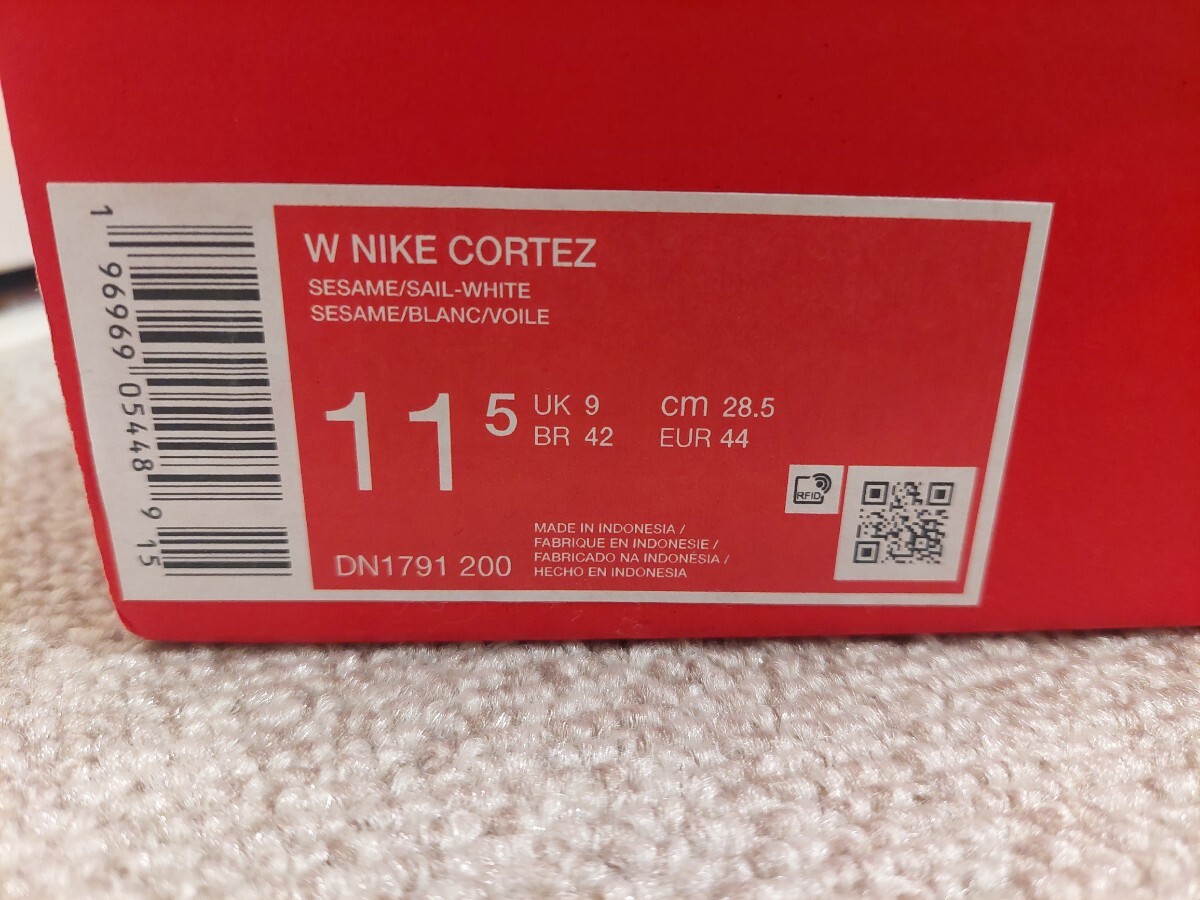 W NIKE CORTEZ
SESAME/SAIL-WHITE
SESAME/BLANC/VOILE
11 5
UK 9 cm 28.5
BR 42 EUR 44
RFID
DN1791 200
MADE IN INDONESIA /
FABRIQUE EN INDONESIE /
FABRICADO NA INDONÉSIA /
HECHO EN INDONESIA
1 96969 05448 9 15